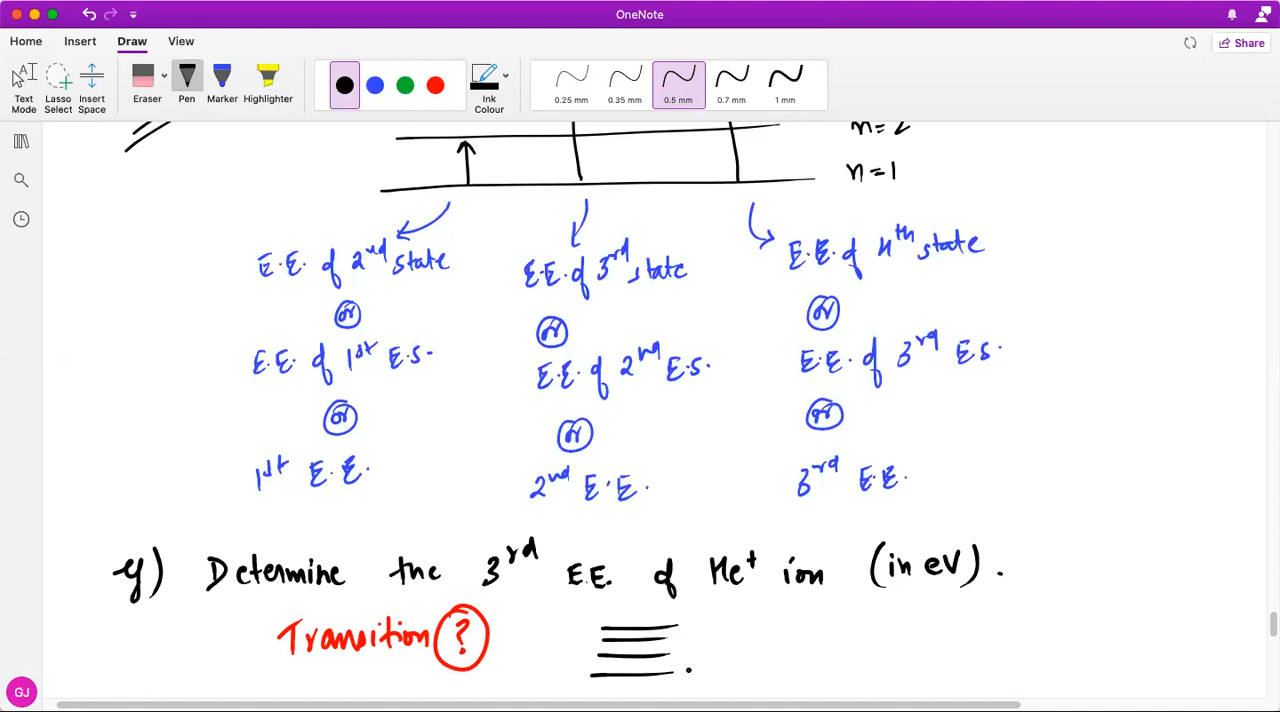 OneNote
Home Insert Draw View
Share
Text Mode
Lasso Select
Insert Space
Eraser
Pen
Marker
Highlighter
Ink Colour
0.25 mm
0.35 mm
0.5 mm
0.7 mm
1 mm
n=2
n=1
E.E. of 2nd state
or
E.E. of 1st E.S.
or
1st E.E.
E.E. of 3rd state
or
E.E. of 2nd E.S.
or
2nd E.E.
E.E. of 4th state
or
E.E. of 3rd E.S.
or
3rd E.E.
eg) Determine the 3rd E.E. of He+ ion (in eV).
Transition ?
GJ